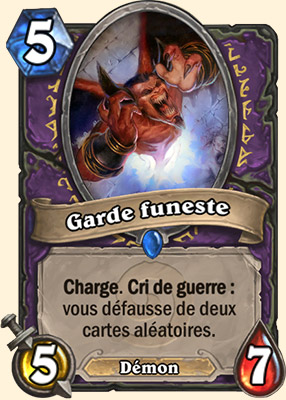 5
Garde funeste
Charge. Cri de guerre :
vous défausse de deux
cartes aléatoires.
5
Démon
7